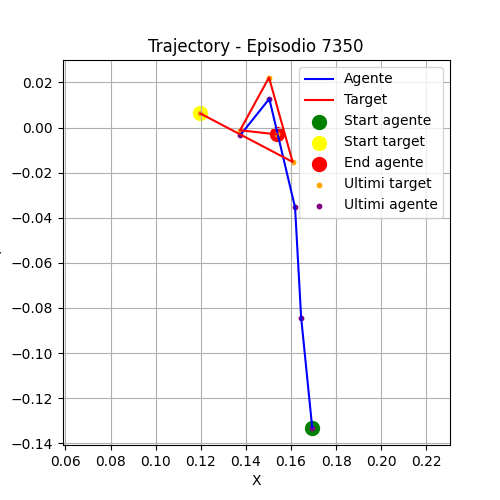 Trajectory - Episodio 7350
Agente
Target
Start agente
Start target
End agente
Ultimi target
Ultimi agente
0.02
0.00
−0.02
−0.04
−0.06
−0.08
−0.10
−0.12
−0.14
0.06 0.08 0.10 0.12 0.14 0.16 0.18 0.20 0.22
X